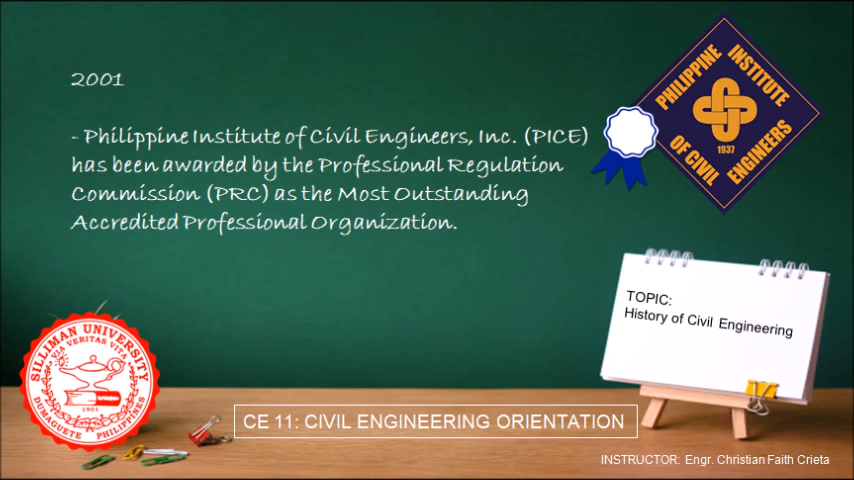 2001
- Philippine Institute of Civil Engineers, Inc. (PICE)
has been awarded by the Professional Regulation
Commission (PRC) as the Most Outstanding
Accredited Professional Organization.
PHILIPPINE
INSTITUTE
OF CIVIL
ENGINEERS
1937
TOPIC:
History of Civil Engineering
SILLIMAN UNIVERSITY
VIA VERITAS VITA
1901
DUMAGUETE PHILIPPINES
CE 11: CIVIL ENGINEERING ORIENTATION
INSTRUCTOR: Engr. Christian Faith Crieta